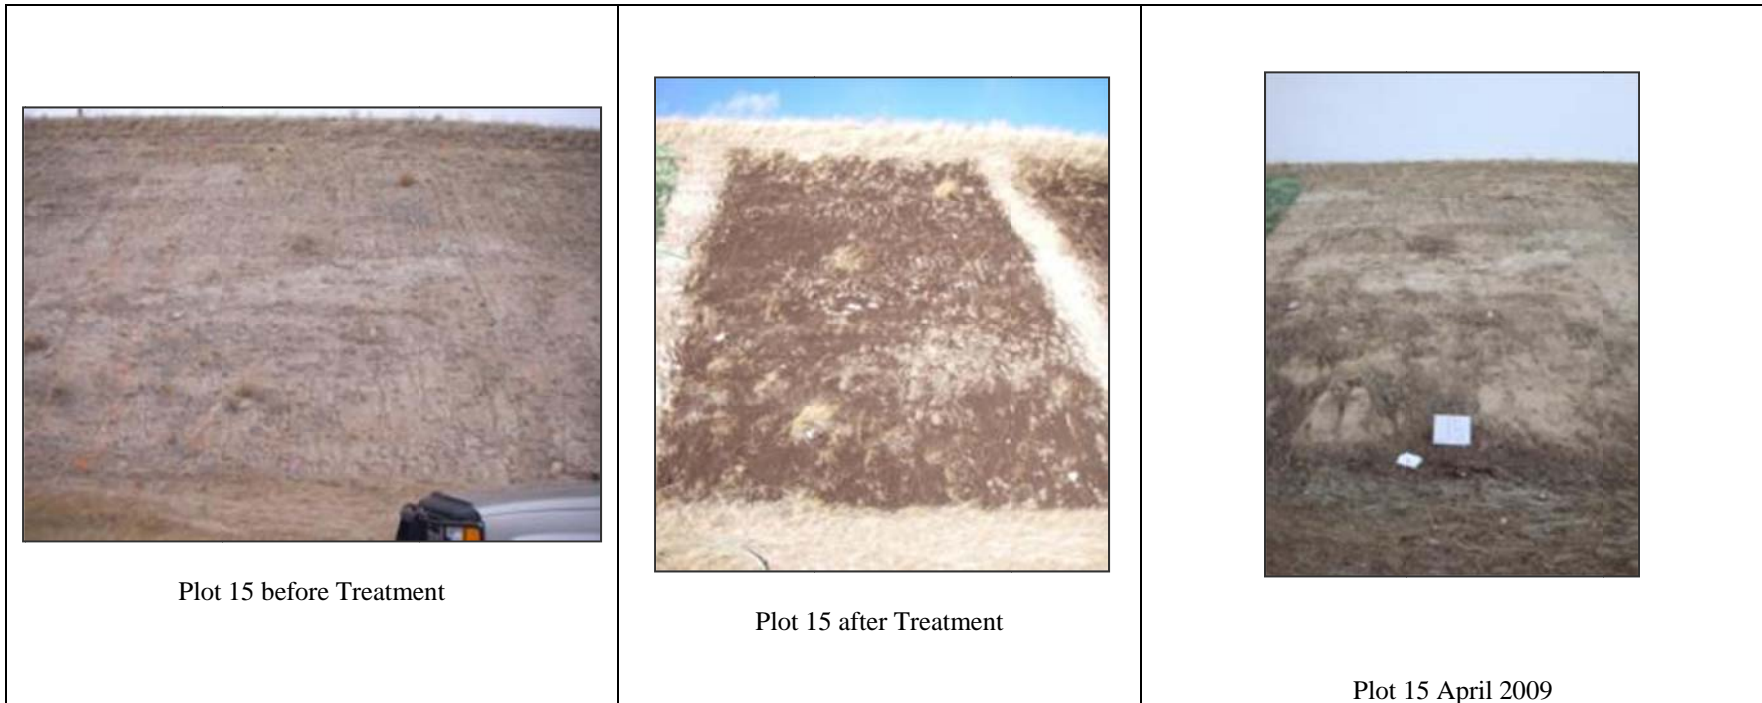 Plot 15 before Treatment
Plot 15 after Treatment
Plot 15 April 2009